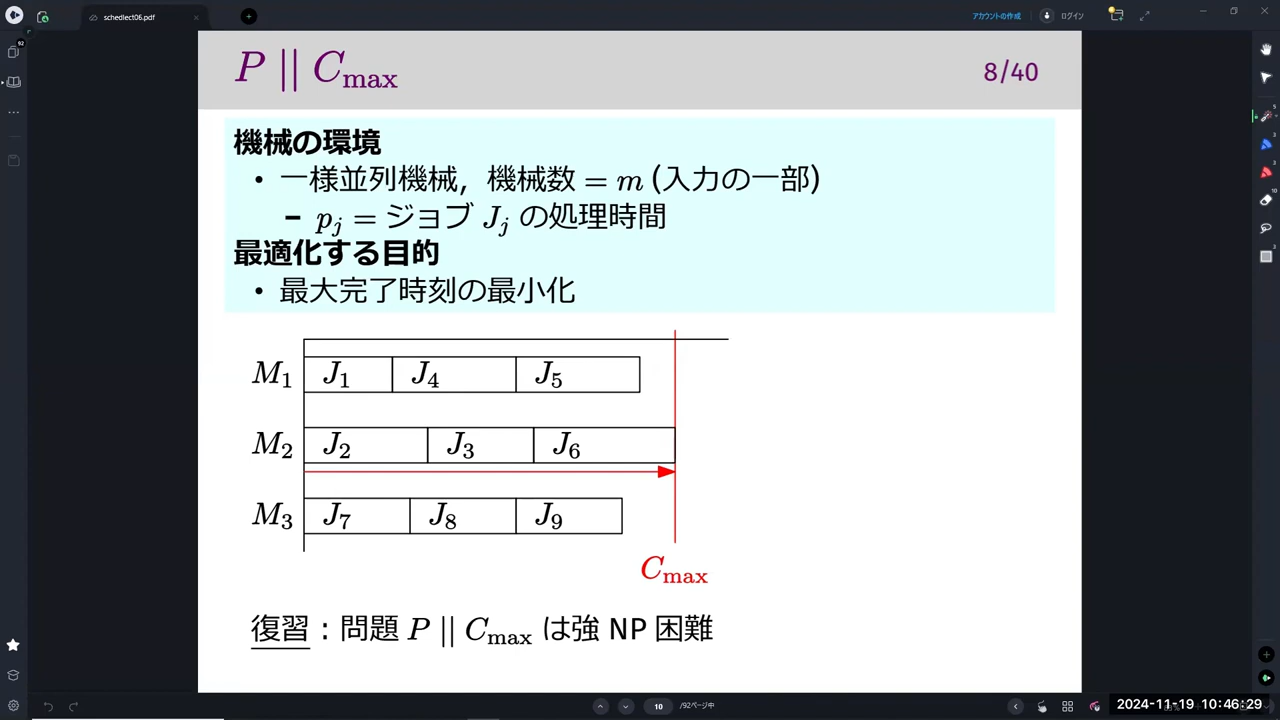 schedlect06.pdf
アカウントの作成
ログイン
92
P || Cmax
8/40
機械の環境
• 一様並列機械，機械数 = m (入力の一部)
– pj = ジョブ Jj の処理時間
最適化する目的
• 最大完了時刻の最小化
M1 J1 J4 J5
M2 J2 J3 J6
M3 J7 J8 J9
Cmax
復習：問題 P || Cmax は強 NP 困難
10 /92ページ中
2024-11-19 10:46:29